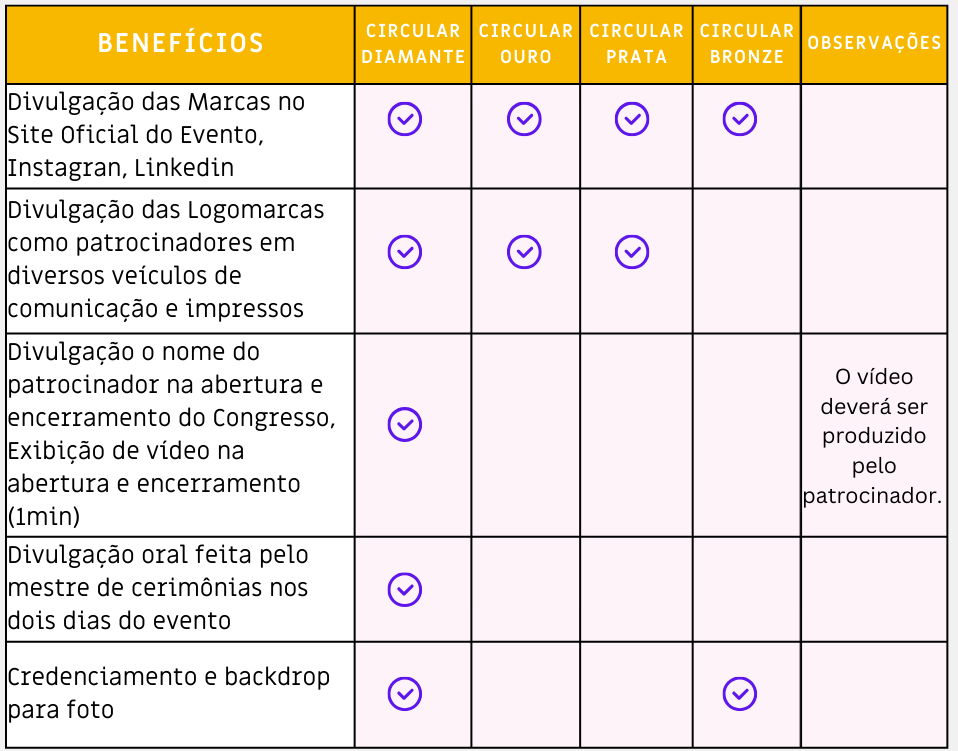 BENEFÍCIOS
CIRCULAR
DIAMANTE
CIRCULAR
OURO
CIRCULAR
PRATA
CIRCULAR
BRONZE
OBSERVAÇÕES
Divulgação das Marcas no
Site Oficial do Evento,
Instagran, Linkedin
Divulgação das Logomarcas
como patrocinadores em
diversos veículos de
comunicação e impressos
Divulgação o nome do
patrocinador na abertura e
encerramento do Congresso,
Exibição de vídeo na
abertura e encerramento
(1min)
O vídeo
deverá ser
produzido
pelo
patrocinador.
Divulgação oral feita pelo
mestre de cerimônias nos
dois dias do evento
Credenciamento e backdrop
para foto